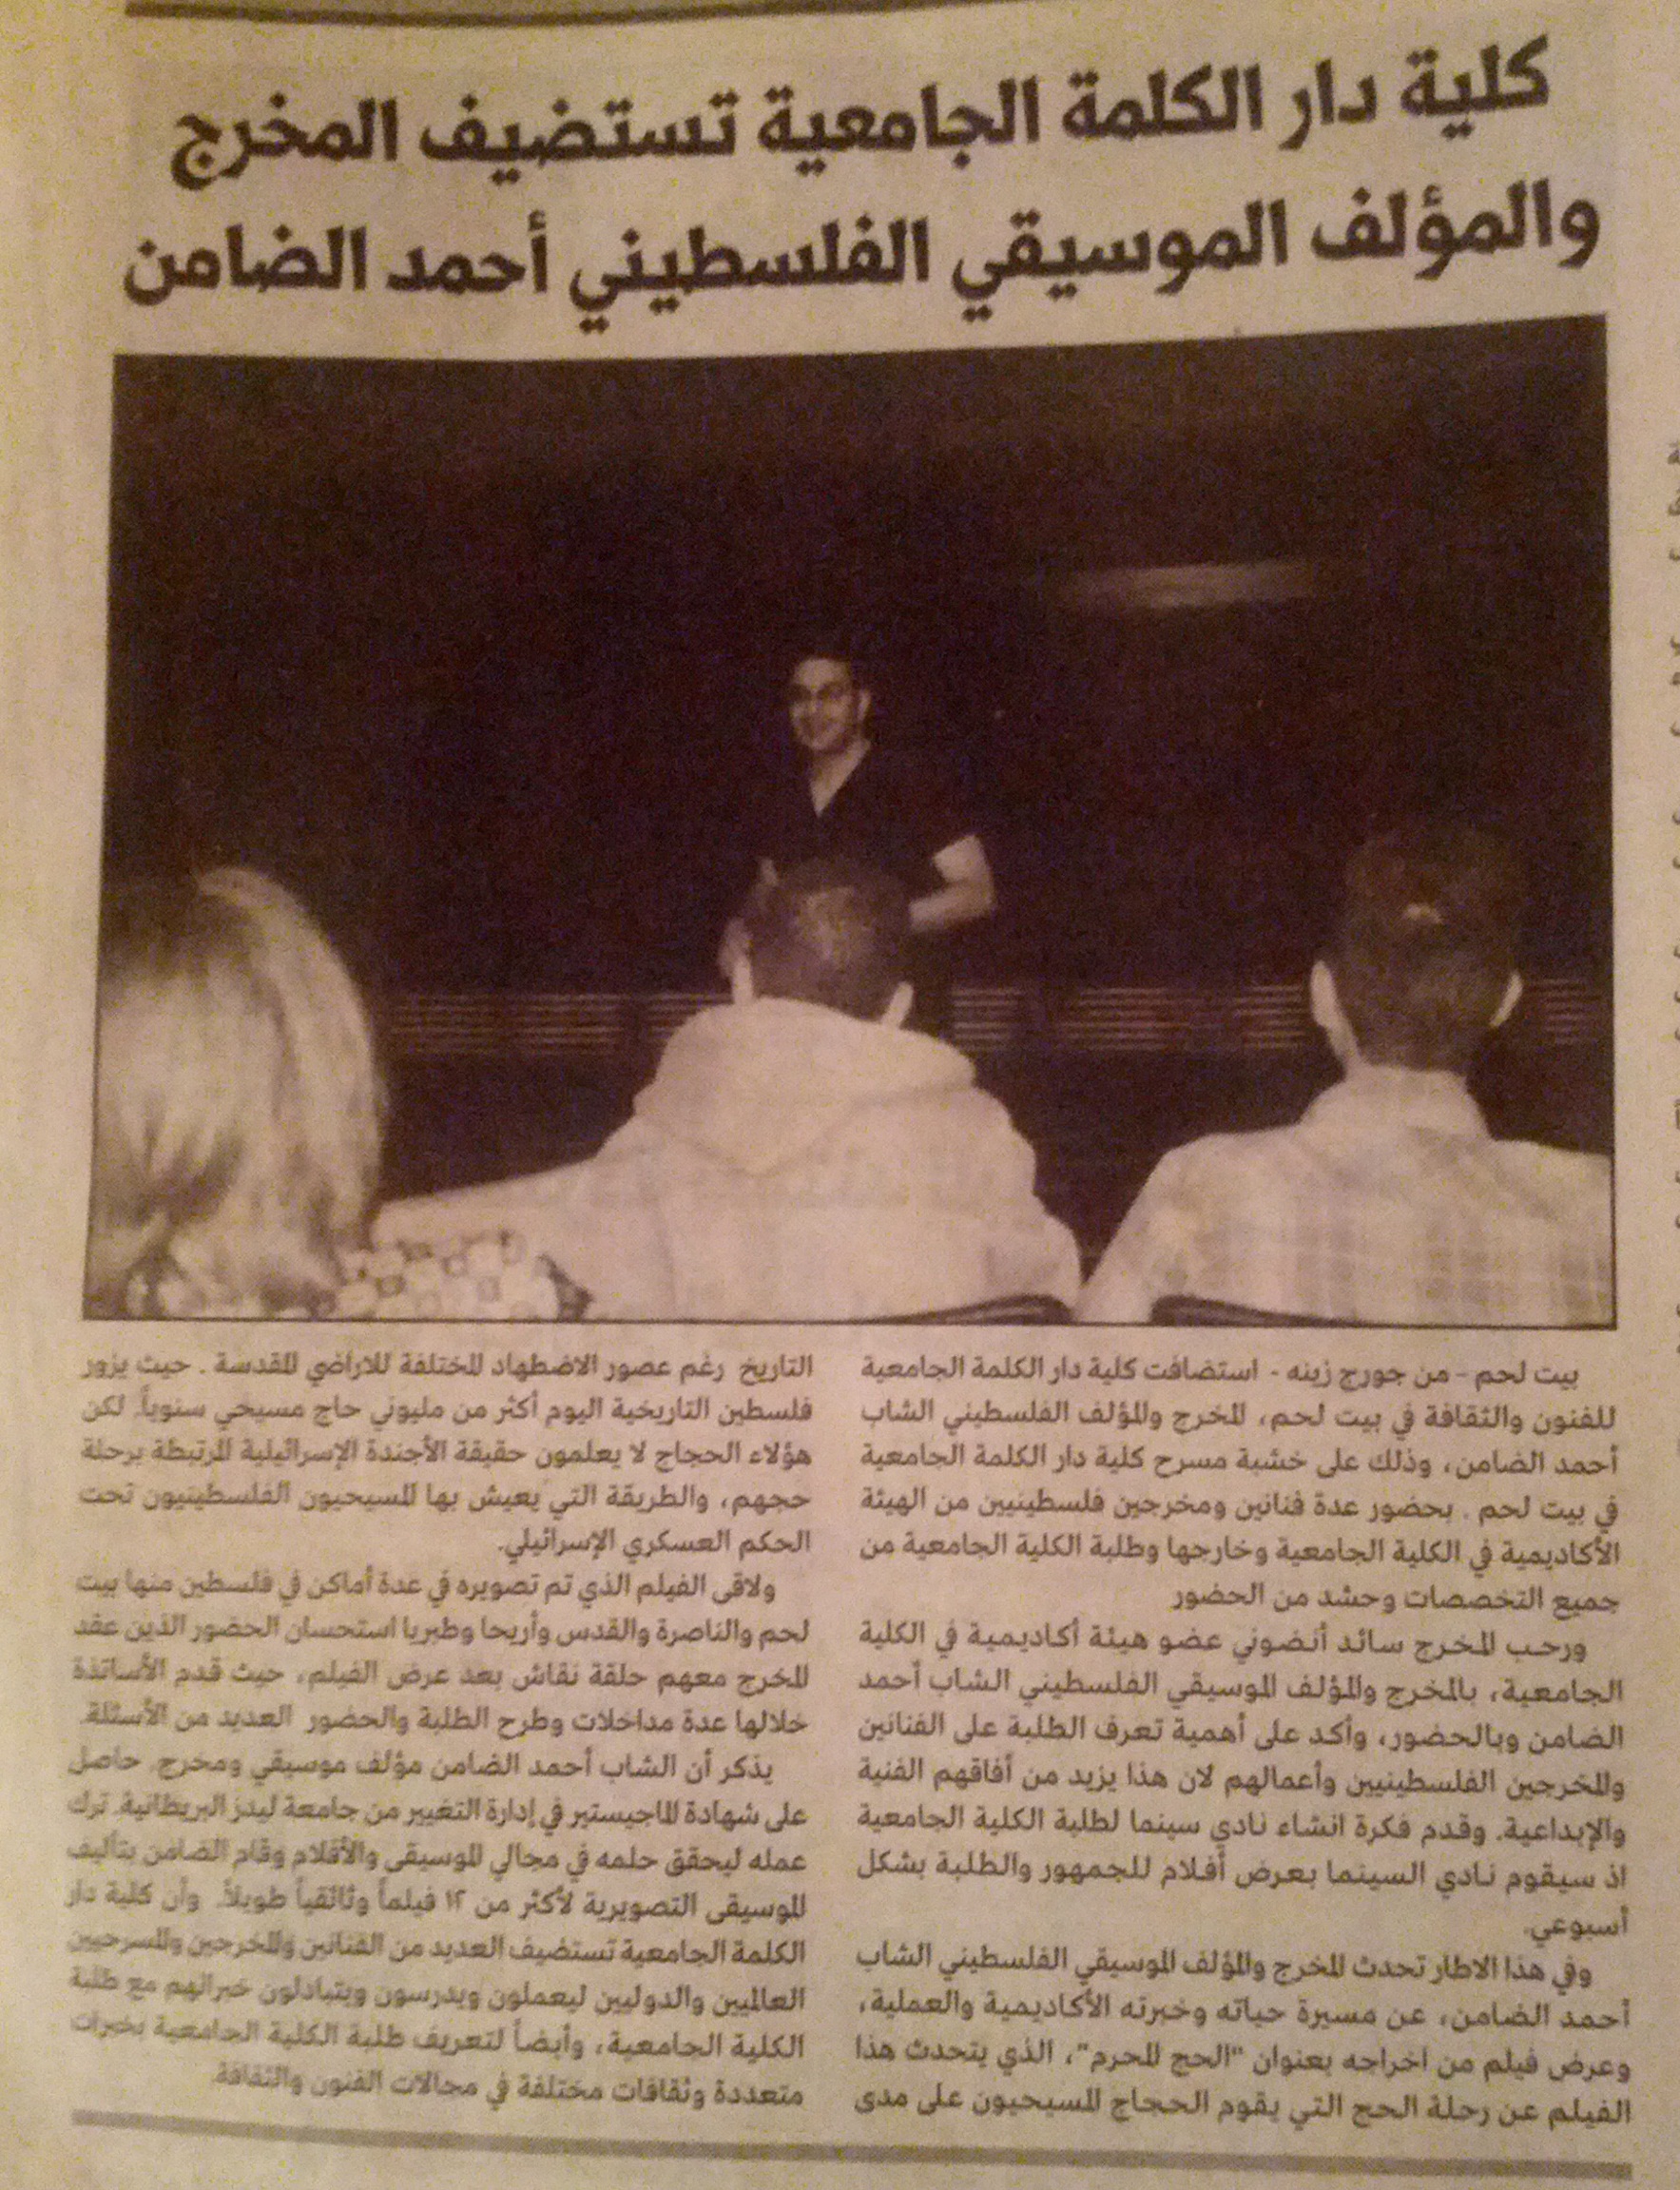 كلية دار الكلمة الجامعية تستضيف المخرج
والمؤلف الموسيقي الفلسطيني أحمد الضامن
بيت لحم - من جورج زينه - استضافت كلية دار الكلمة الجامعية
للفنون والثقافة في بيت لحم، المخرج والمؤلف الفلسطيني الشاب
أحمد الضامن، وذلك على خشبة مسرح كلية دار الكلمة الجامعية
في بيت لحم . بحضور عدة فنانين ومخرجين فلسطينيين من الهيئة
الأكاديمية في الكلية الجامعية وخارجها وطلبة الكلية الجامعية من
جميع التخصصات وحشد من الحضور
ورحب المخرج سائد أنضوني عضو هيئة أكاديمية في الكلية
الجامعية، بالمخرج والمؤلف الموسيقي الفلسطيني الشاب أحمد
الضامن وبالحضور، وأكد على أهمية تعرف الطلبة على الفنانين
والمخرجين الفلسطينيين وأعمالهم لان هذا يزيد من أفاقهم الفنية
والإبداعية. وقدم فكرة انشاء نادي سينما لطلبة الكلية الجامعية
اذ سيقوم نادي السينما بعرض أفلام للجمهور والطلبة بشكل
أسبوعي.
وفي هذا الاطار تحدث المخرج والمؤلف الموسيقي الفلسطيني الشاب
أحمد الضامن، عن مسيرة حياته وخبرته الأكاديمية والعملية،
وعرض فيلم من اخراجه بعنوان "الحج المحرم"، الذي يتحدث هذا
الفيلم عن رحلة الحج التي يقوم الحجاج المسيحيون على مدى
التاريخ رغم عصور الاضطهاد المختلفة للاراضي المقدسة . حيث يزور
فلسطين التاريخية اليوم أكثر من مليوني حاج مسيحي سنوياً. لكن
هؤلاء الحجاج لا يعلمون حقيقة الأجندة الإسرائيلية المرتبطة برحلة
حجهم، والطريقة التي يعيش بها المسيحيون الفلسطينيون تحت
الحكم العسكري الإسرائيلي.
ولاقى الفيلم الذي تم تصويره في عدة أماكن في فلسطين منها بيت
لحم والناصرة والقدس وأريحا وطبريا استحسان الحضور الذين عقد
المخرج معهم حلقة نقاش بعد عرض الفيلم، حيث قدم الأساتذة
خلالها عدة مداخلات وطرح الطلبة والحضور العديد من الأسئلة.
يذكر أن الشاب أحمد الضامن مؤلف موسيقي ومخرج. حاصل
على شهادة الماجيستير في إدارة التغيير من جامعة ليدز البريطانية. ترك
عمله ليحقق حلمه في مجالي الموسيقى والأفلام وقام الضامن بتأليف
الموسيقى التصويرية لأكثر من ١٢ فيلماً وثائقياً طويلاً. وأن كلية دار
الكلمة الجامعية تستضيف العديد من الفنانين والمخرجين والمسرحيين
العالميين والدوليين ليعملون ويدرسون ويتبادلون خبراتهم مع طلبة
الكلية الجامعية، وأيضاً لتعريف طلبة الكلية الجامعية بخبرات
متعددة وثقافات مختلفة في مجالات الفنون والثقافة.